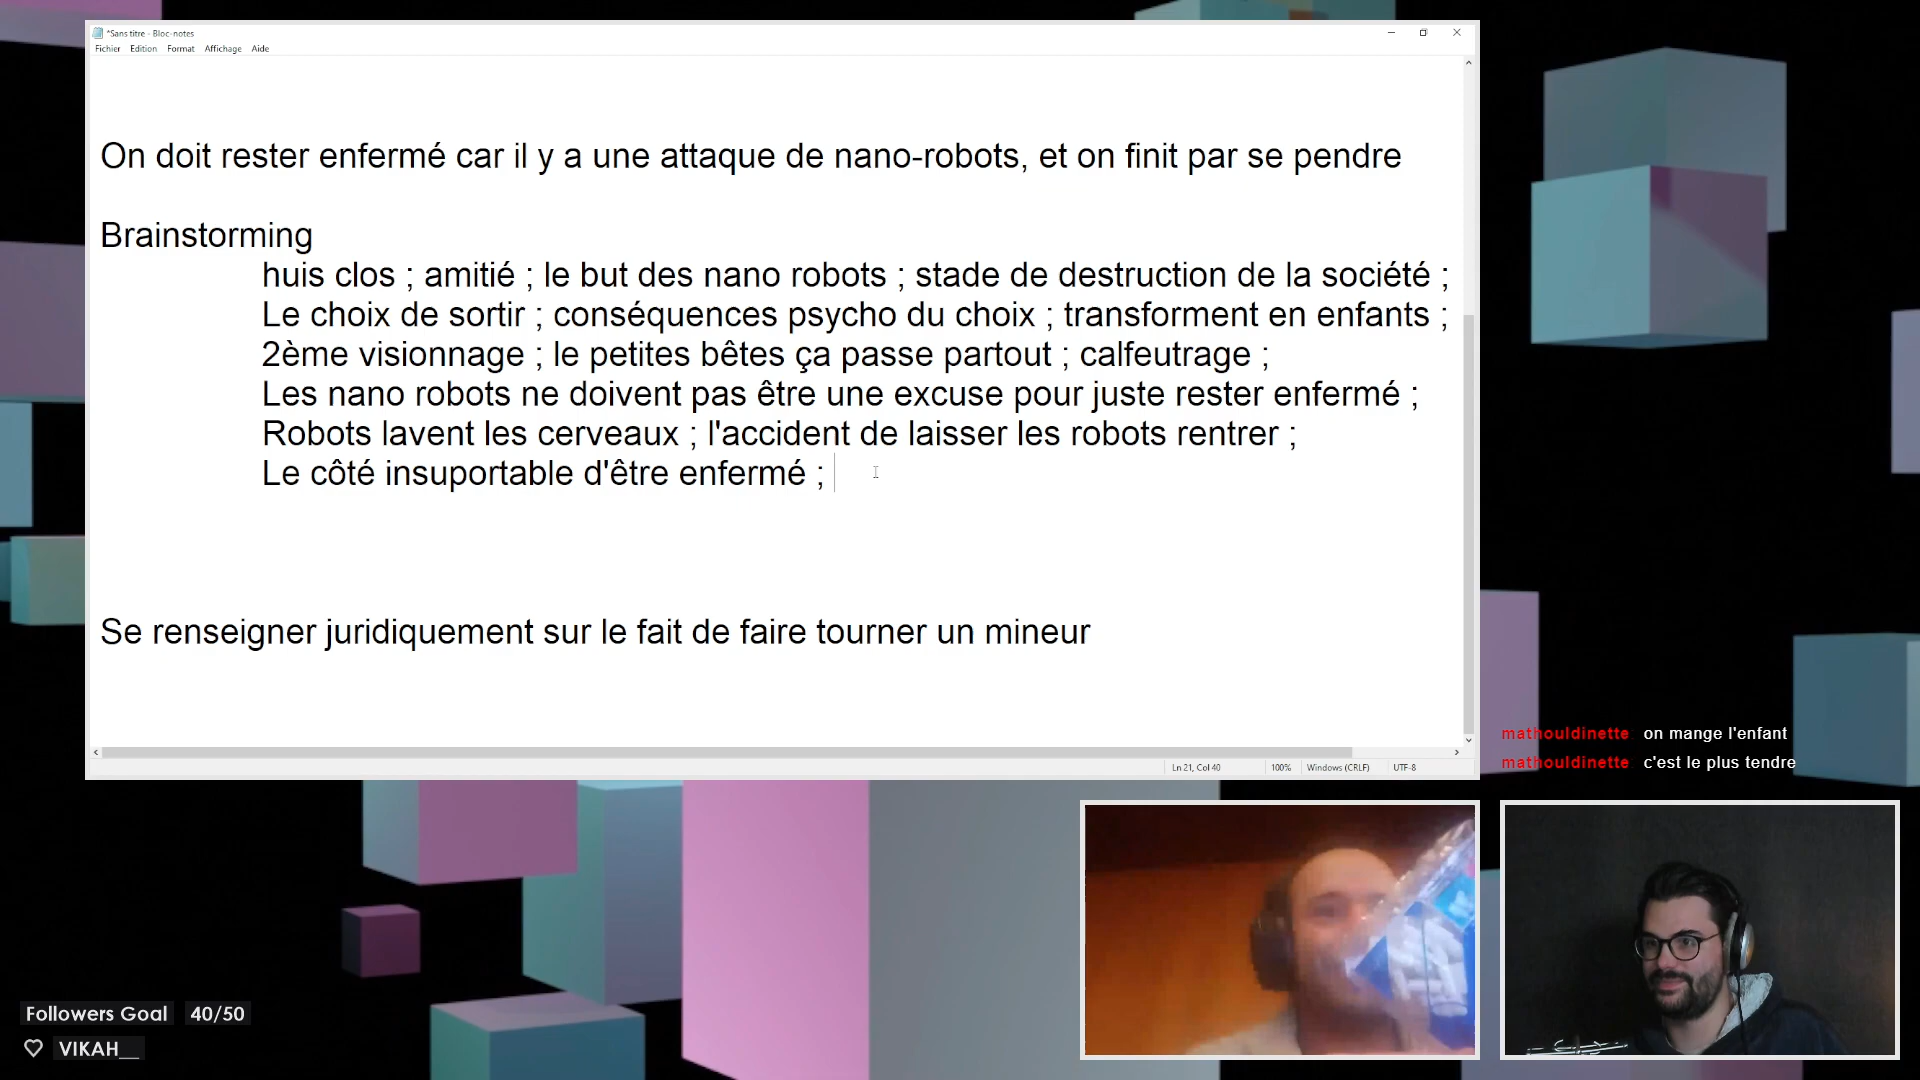 *Sans titre - Bloc-notes
Fichier Edition Format Affichage Aide
On doit rester enfermé car il y a une attaque de nano-robots, et on finit par se pendre
Brainstorming
huis clos ; amitié ; le but des nano robots ; stade de destruction de la société ;
Le choix de sortir ; conséquences psycho du choix ; transforment en enfants ;
2ème visionnage ; le petites bêtes ça passe partout ; calfeutrage ;
Les nano robots ne doivent pas être une excuse pour juste rester enfermé ;
Robots lavent les cerveaux ; l'accident de laisser les robots rentrer ;
Le côté insuportable d'être enfermé ;
Se renseigner juridiquement sur le fait de faire tourner un mineur
Ln 21, Col 40 100% Windows (CRLF) UTF-8
mathouldinette on mange l'enfant
mathouldinette c'est le plus tendre
Followers Goal 40/50
VIKAH__